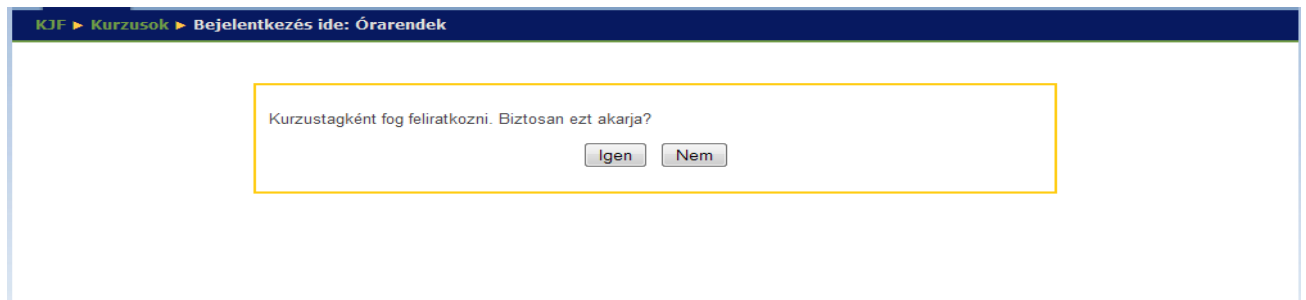 KJF ► Kurzusok ► Bejelentkezés ide: Órarendek
Kurzustagként fog feliratkozni. Biztosan ezt akarja?
Igen Nem